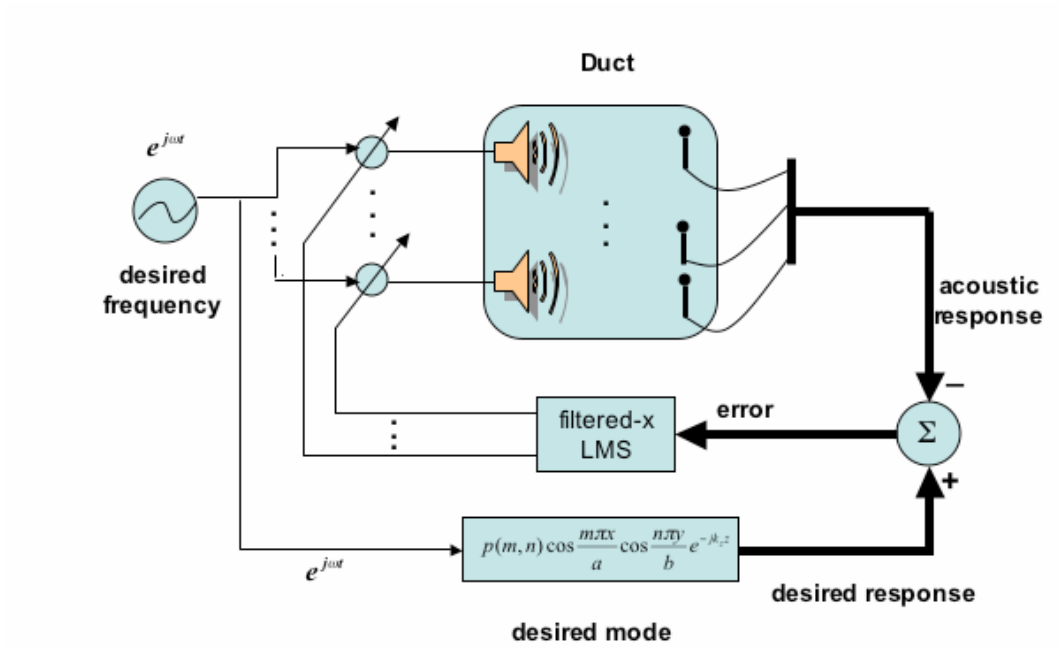 Duct
e^{jωt}
desired
frequency
acoustic
response
−
Σ
+
error
filtered-x
LMS
p(m,n) cos mπx/a cos nπy/b e^{-jk_z z}
e^{jωt}
desired response
desired mode